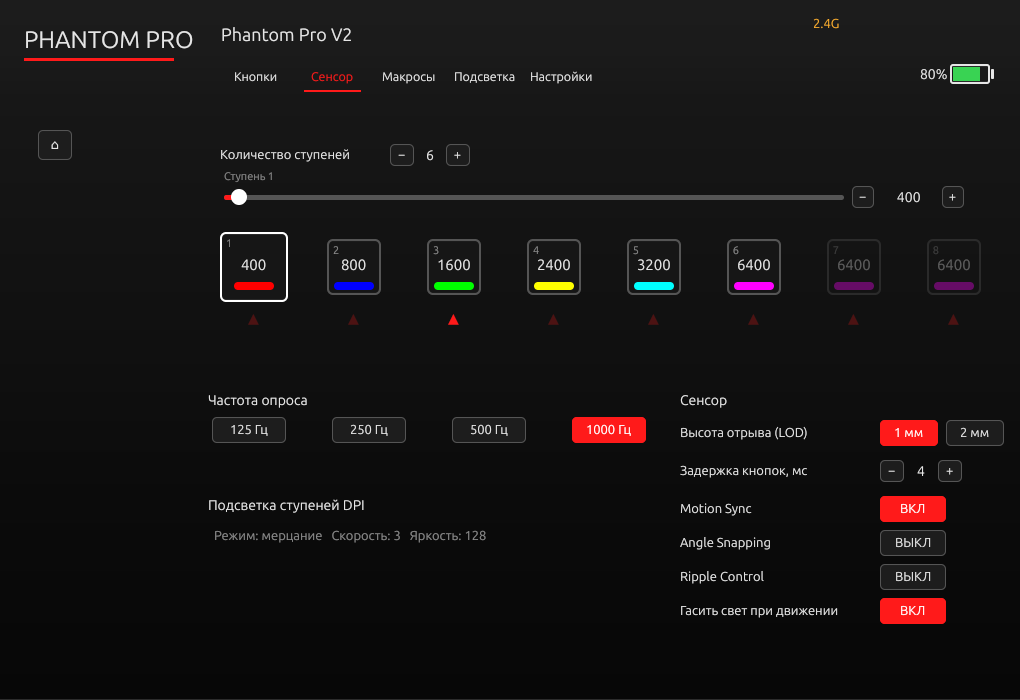 PHANTOM PRO
Phantom Pro V2
2.4G
Кнопки Сенсор Макросы Подсветка Настройки
80%
Количество ступеней − 6 +
Ступень 1
− 400 +
1 2 3 4 5 6 7 8
400 800 1600 2400 3200 6400 6400 6400
Частота опроса
125 Гц 250 Гц 500 Гц 1000 Гц
Подсветка ступеней DPI
Режим: мерцание Скорость: 3 Яркость: 128
Сенсор
Высота отрыва (LOD) 1 мм 2 мм
Задержка кнопок, мс − 4 +
Motion Sync ВКЛ
Angle Snapping ВЫКЛ
Ripple Control ВЫКЛ
Гасить свет при движении ВКЛ